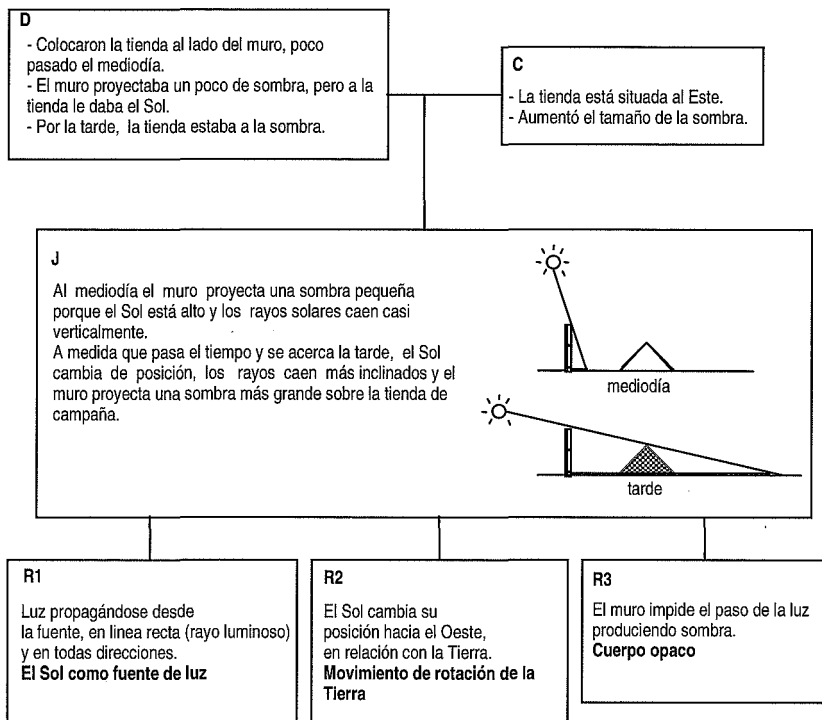 D
- Colocaron la tienda al lado del muro, poco
pasado el mediodía.
- El muro proyectaba un poco de sombra, pero a la
tienda le daba el Sol.
- Por la tarde, la tienda estaba a la sombra.
C
- La tienda está situada al Este.
- Aumentó el tamaño de la sombra.
J
Al mediodía el muro proyecta una sombra pequeña
porque el Sol está alto y los rayos solares caen casi
verticalmente.
A medida que pasa el tiempo y se acerca la tarde, el Sol
cambia de posición, los rayos caen más inclinados y el
muro proyecta una sombra más grande sobre la tienda de
campaña.
mediodía
tarde
R1
Luz propagándose desde
la fuente, en linea recta (rayo luminoso)
y en todas direcciones.
El Sol como fuente de luz
R2
El Sol cambia su
posición hacia el Oeste,
en relación con la Tierra.
Movimiento de rotación de la
Tierra
R3
El muro impide el paso de la luz
produciendo sombra.
Cuerpo opaco